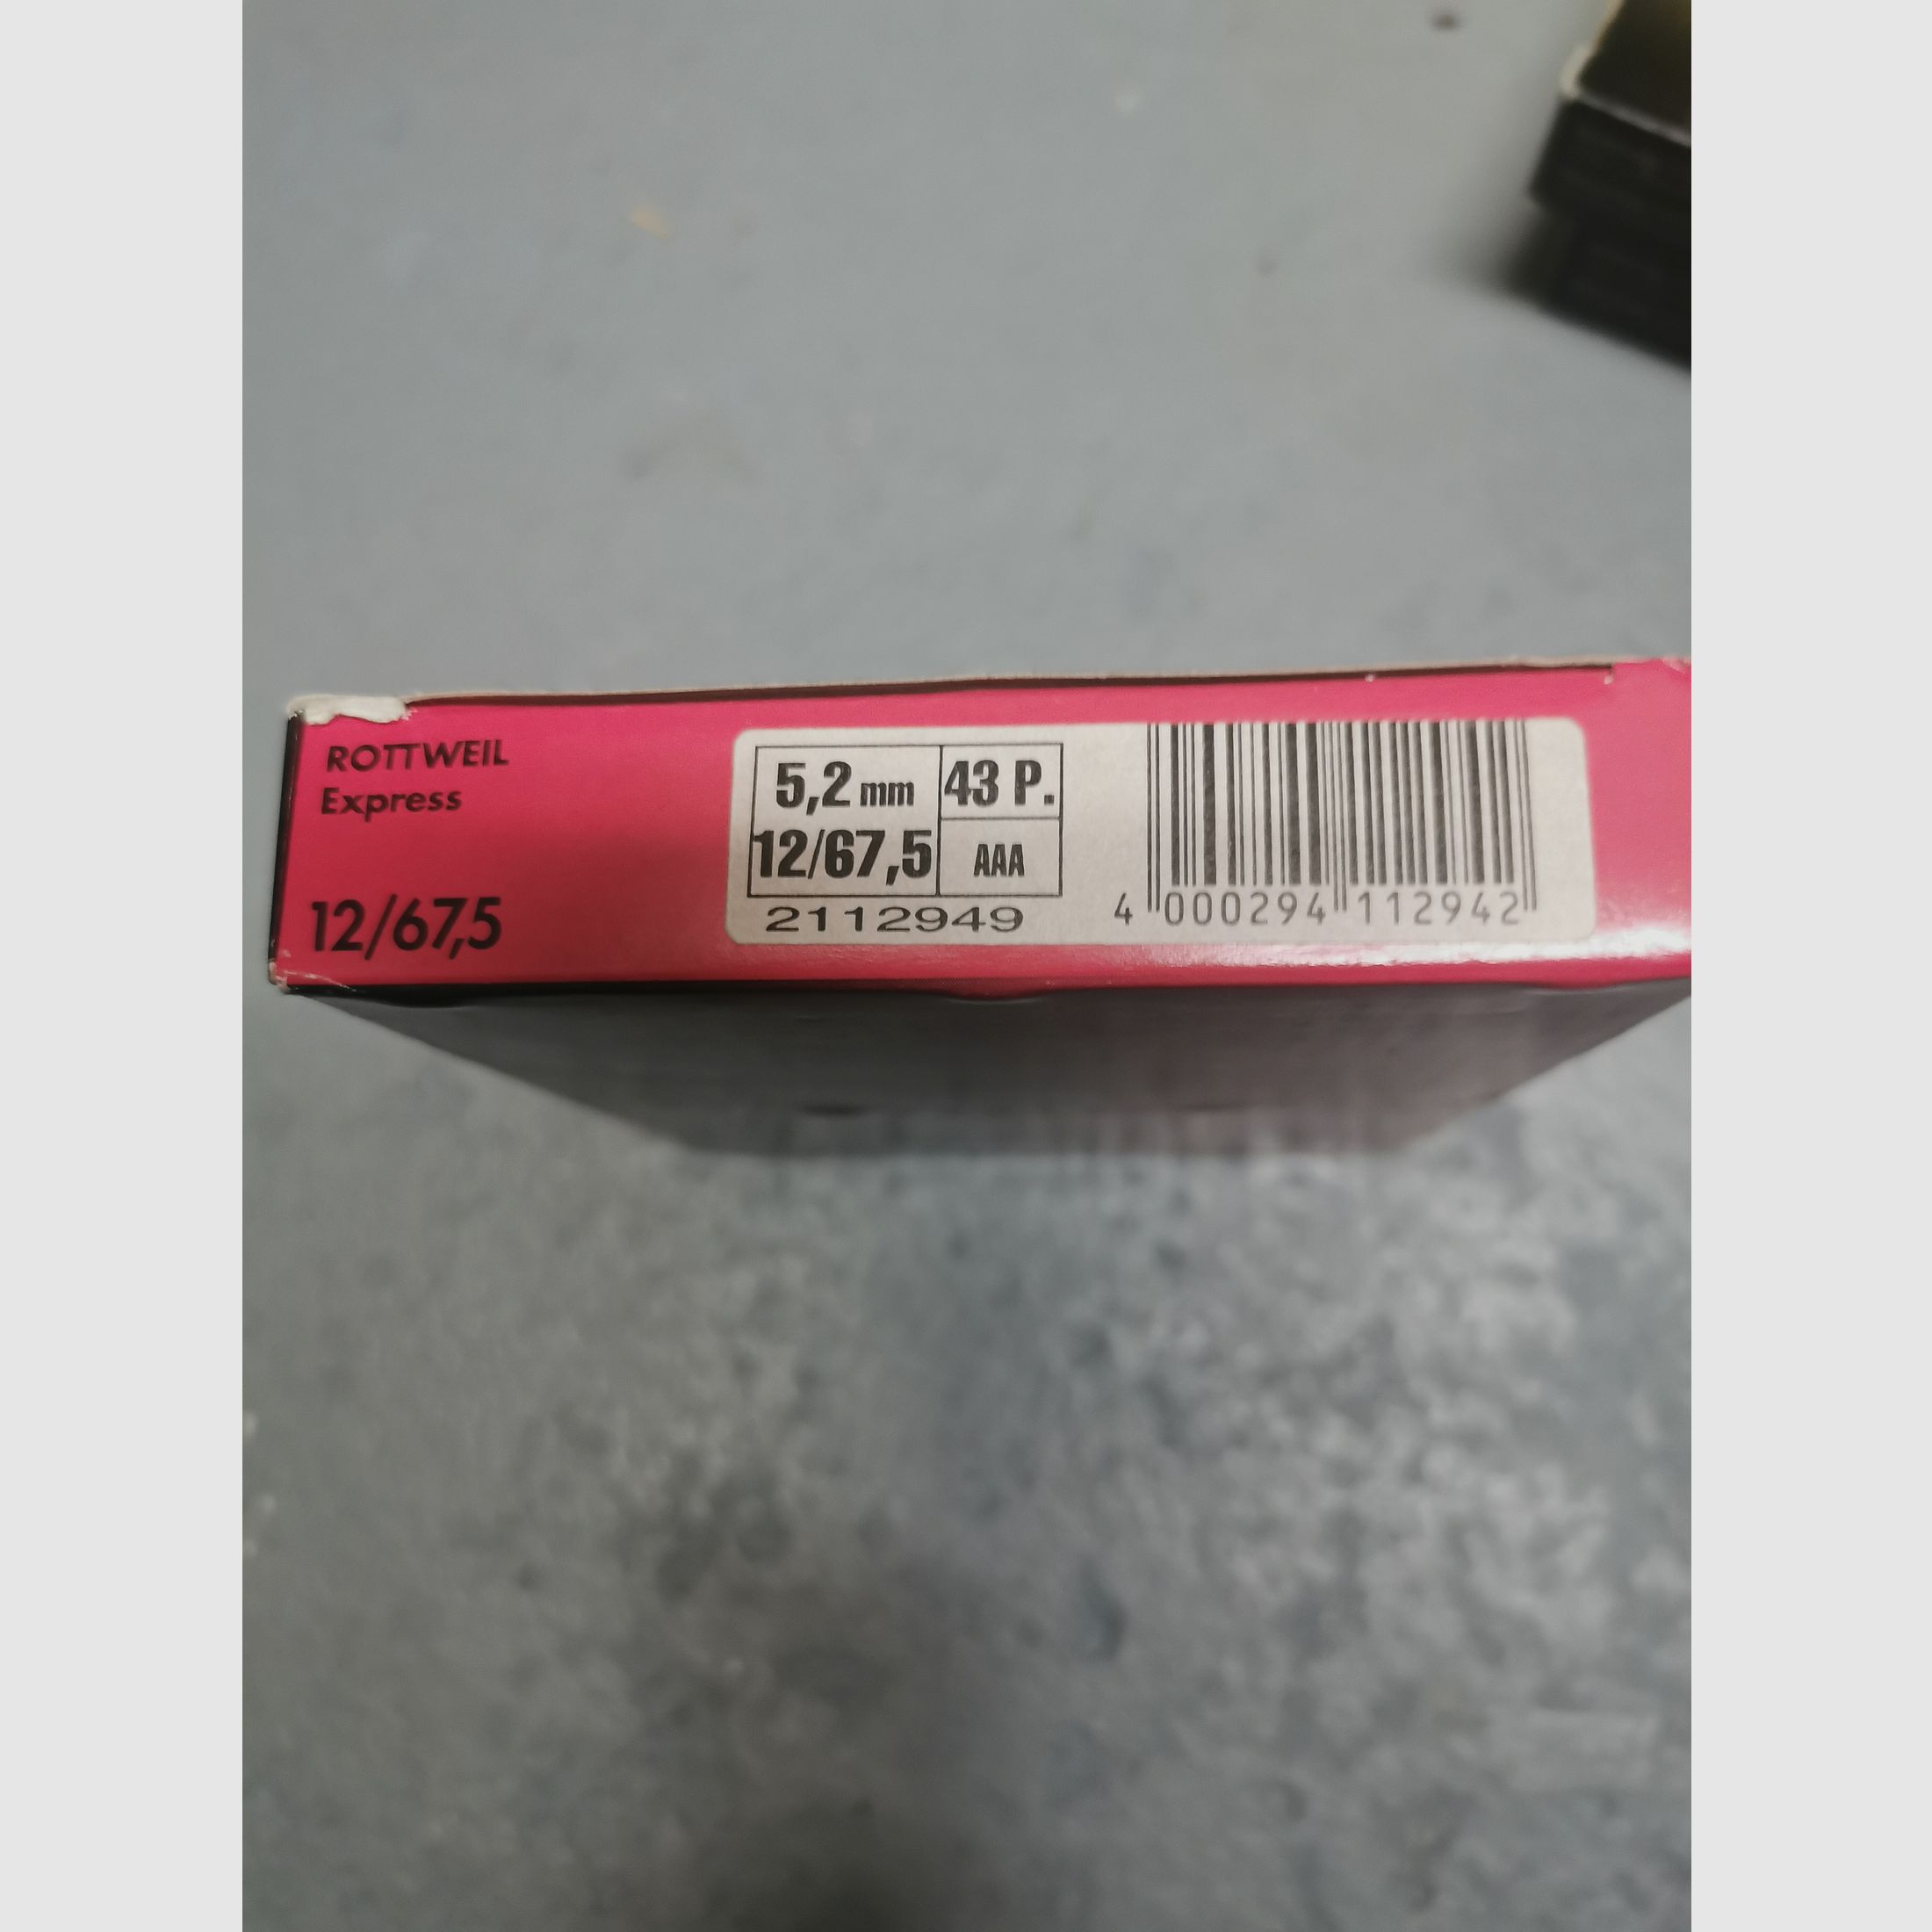 ROTTWEIL
Express
12/67,5
5,2 mm
43 P.
12/67,5
AAA
2112949
4 000294 112942